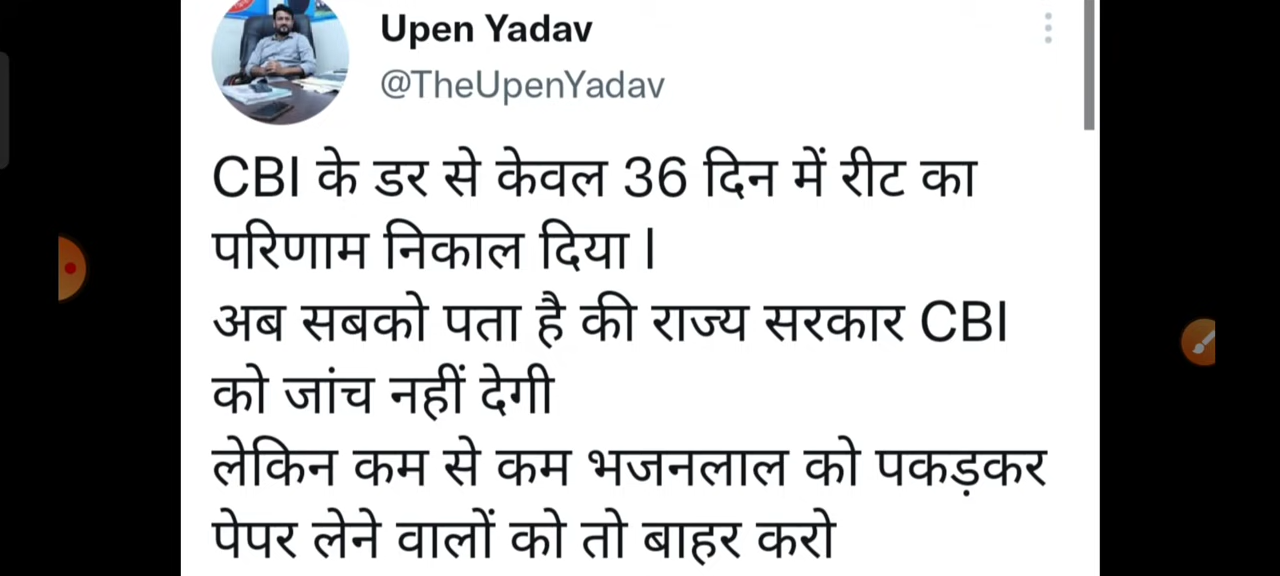 Upen Yadav
@TheUpenYadav
CBI के डर से केवल 36 दिन में रीट का
परिणाम निकाल दिया l
अब सबको पता है की राज्य सरकार CBI
को जांच नहीं देगी
लेकिन कम से कम भजनलाल को पकड़कर
पेपर लेने वालों को तो बाहर करो